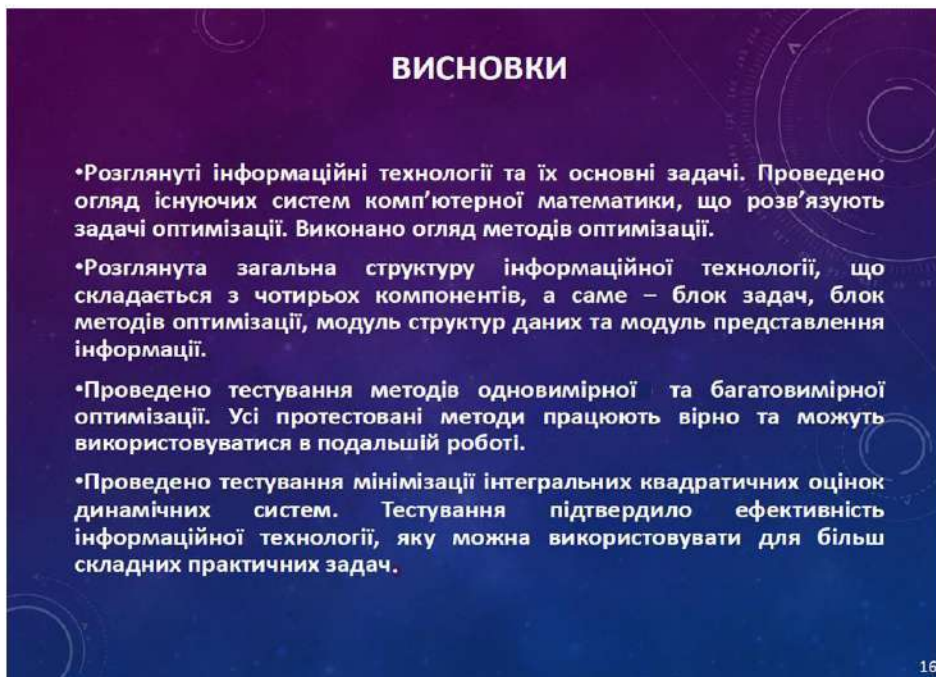 ВИСНОВКИ
•Розглянуті інформаційні технології та їх основні задачі. Проведено
огляд існуючих систем комп'ютерної математики, що розв'язують
задачі оптимізації. Виконано огляд методів оптимізації.
•Розглянута загальна структуру інформаційної технології, що
складається з чотирьох компонентів, а саме – блок задач, блок
методів оптимізації, модуль структур даних та модуль представлення
інформації.
•Проведено тестування методів одновимірної та багатовимірної
оптимізації. Усі протестовані методи працюють вірно та можуть
використовуватися в подальшій роботі.
•Проведено тестування мінімізації інтегральних квадратичних оцінок
динамічних систем. Тестування підтвердило ефективність
інформаційної технології, яку можна використовувати для більш
складних практичних задач.
16